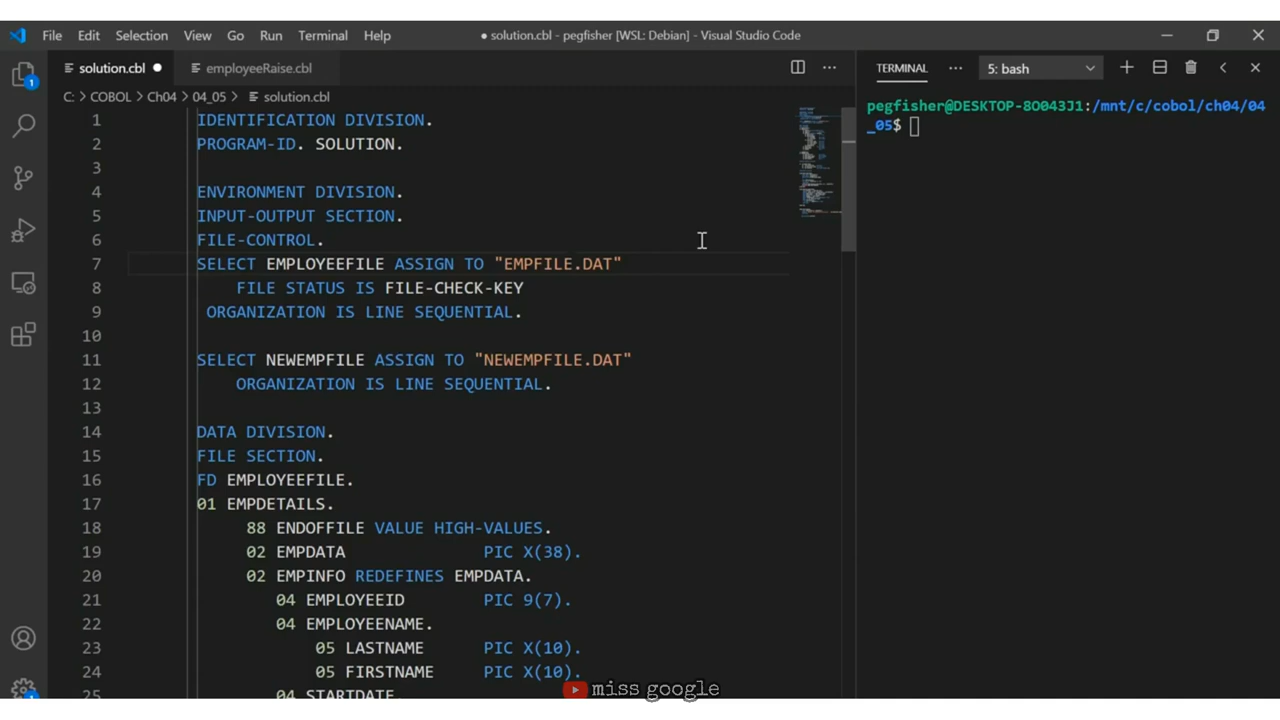 File Edit Selection View Go Run Terminal Help
● solution.cbl - pegfisher [WSL: Debian] - Visual Studio Code
solution.cbl ●
employeeRaise.cbl
C: > COBOL > Ch04 > 04_05 > solution.cbl
1 IDENTIFICATION DIVISION.
2 PROGRAM-ID. SOLUTION.
3
4 ENVIRONMENT DIVISION.
5 INPUT-OUTPUT SECTION.
6 FILE-CONTROL.
7 SELECT EMPLOYEEFILE ASSIGN TO "EMPFILE.DAT"
8 FILE STATUS IS FILE-CHECK-KEY
9 ORGANIZATION IS LINE SEQUENTIAL.
10
11 SELECT NEWEMPFILE ASSIGN TO "NEWEMPFILE.DAT"
12 ORGANIZATION IS LINE SEQUENTIAL.
13
14 DATA DIVISION.
15 FILE SECTION.
16 FD EMPLOYEEFILE.
17 01 EMPDETAILS.
18 88 ENDOFFILE VALUE HIGH-VALUES.
19 02 EMPDATA PIC X(38).
20 02 EMPINFO REDEFINES EMPDATA.
21 04 EMPLOYEEID PIC 9(7).
22 04 EMPLOYEENAME.
23 05 LASTNAME PIC X(10).
24 05 FIRSTNAME PIC X(10).
25 04 STARTDATE.
TERMINAL ... 5: bash
pegfisher@DESKTOP-8O043J1:/mnt/c/cobol/ch04/04
_05$
1
1
miss google